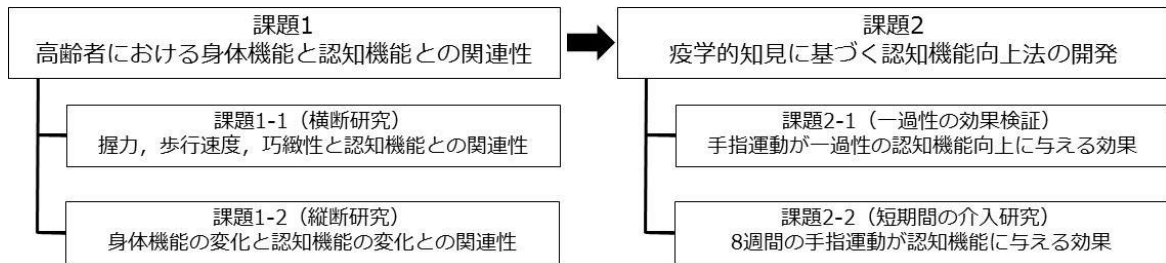 課題1
高齢者における身体機能と認知機能との関連性
課題1-1（横断研究）
握力，歩行速度，巧緻性と認知機能との関連性
課題1-2（縦断研究）
身体機能の変化と認知機能の変化との関連性
課題2
疫学的知見に基づく認知機能向上法の開発
課題2-1（一過性の効果検証）
手指運動が一過性の認知機能向上に与える効果
課題2-2（短期間の介入研究）
8週間の手指運動が認知機能に与える効果